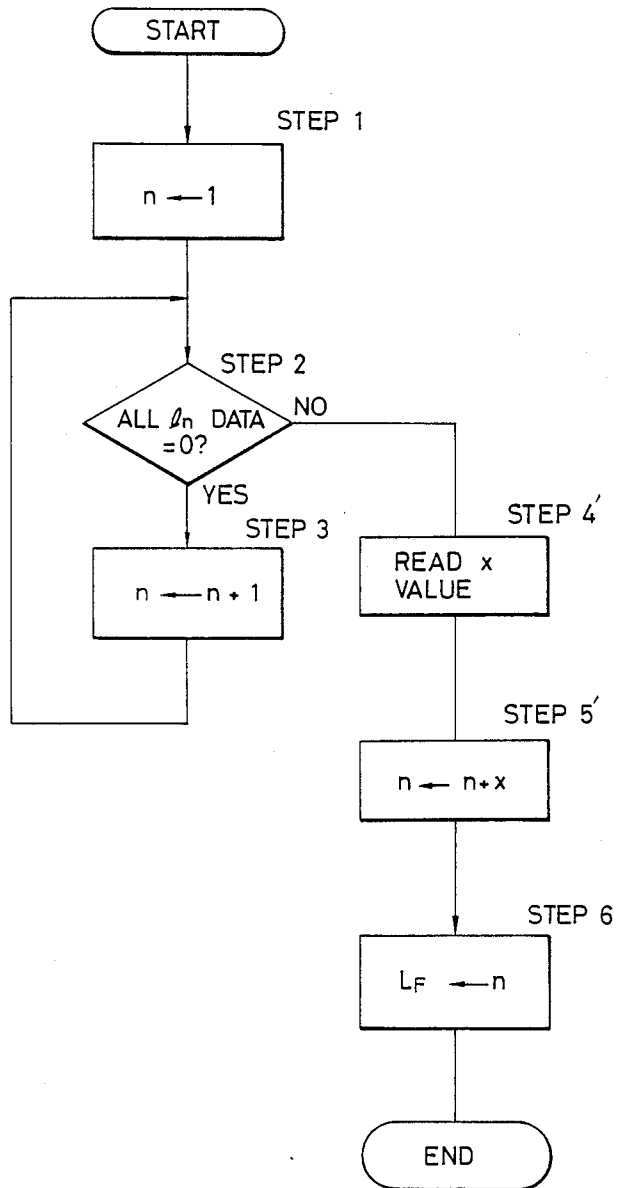 START
STEP 1
n ← 1
STEP 2
ALL ℓn DATA
=0?
NO
YES
STEP 3
n ← n + 1
STEP 4'
READ x
VALUE
STEP 5'
n ← n+x
STEP 6
LF ← n
END